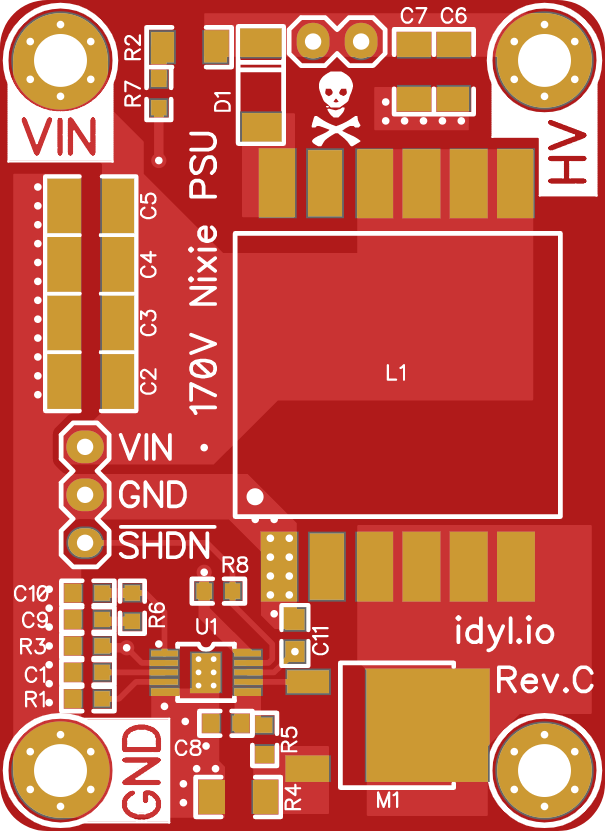 C7 C6
R2
R7
D1
VIN
HV
170V Nixie PSU
C5
C4
C3
C2
L1
VIN
GND
SHDN
R8
C10
C9
R3
C1
R1
R6
U1
C11
idyl.io
Rev.C
C8
R5
R4
M1
GND